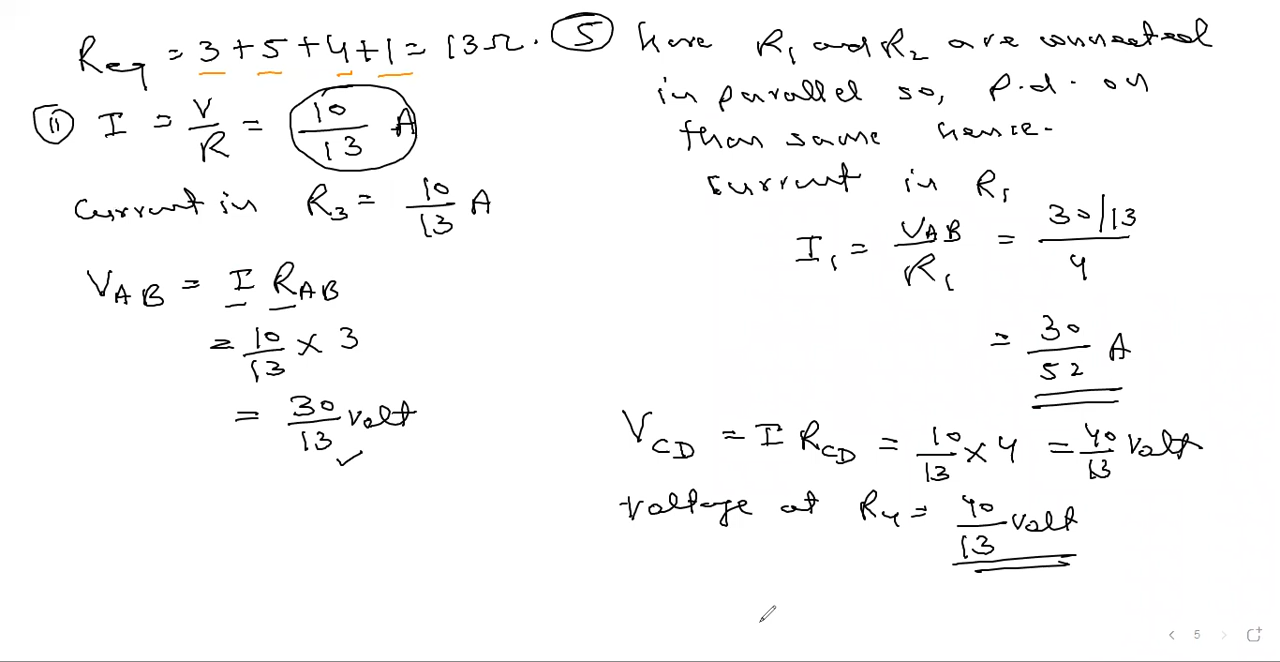 Req = 3 + 5 + 4 + 1 = 13Ω.
(ii) I = V/R = 10/13 A
Current in R3 = 10/13 A
VAB = I RAB
= 10/13 × 3
= 30/13 volt
(5) here R1 and R2 are connected
in parallel so, P.d. on
than same hence.
current in R1
I1 = VAB/R1 = 30/13/4
= 30/52 A
VCD = I RCD = 10/13 × 4 = 40/13 Volt
voltage at R4 = 40/13 volt
< 5 >